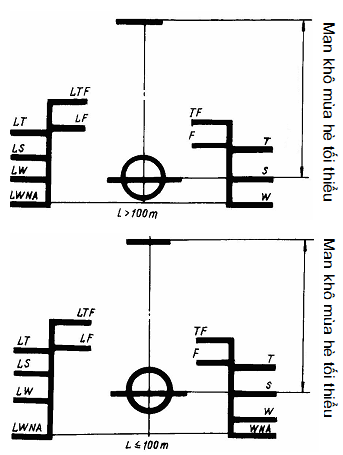 LTF
LT
LF
LS
LW
LWNA
TF
F
T
S
W
L>100m
Mạn khô mùa hè tối thiểu
LTF
LT
LF
LS
LW
LWNA
TF
F
T
S
W
WNA
L≤100m
Mạn khô mùa hè tối thiểu